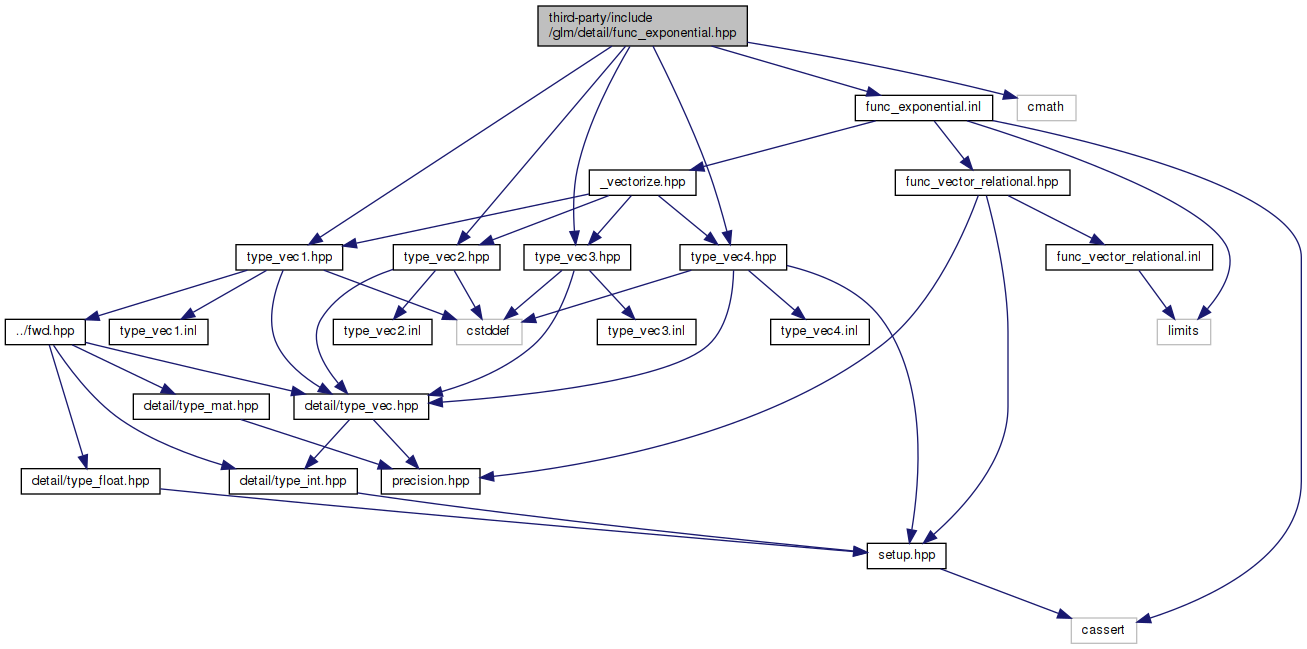 third-party/include
/glm/detail/func_exponential.hpp
func_exponential.inl
cmath
_vectorize.hpp
func_vector_relational.hpp
type_vec1.hpp
type_vec2.hpp
type_vec3.hpp
type_vec4.hpp
func_vector_relational.inl
../fwd.hpp
type_vec1.inl
type_vec2.inl
cstddef
type_vec3.inl
type_vec4.inl
limits
detail/type_mat.hpp
detail/type_vec.hpp
detail/type_float.hpp
detail/type_int.hpp
precision.hpp
setup.hpp
cassert